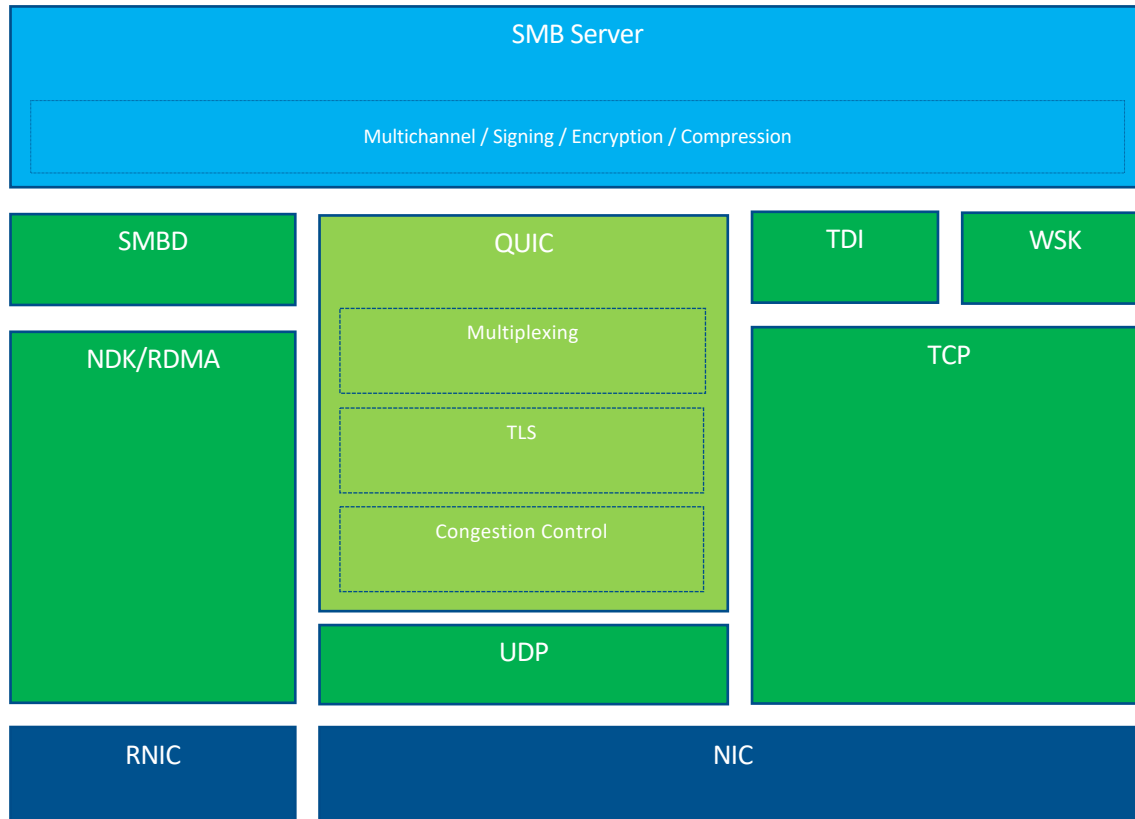 SMB Server
Multichannel / Signing / Encryption / Compression
SMBD
QUIC
TDI
WSK
Multiplexing
NDK/RDMA
TCP
TLS
Congestion Control
UDP
RNIC
NIC